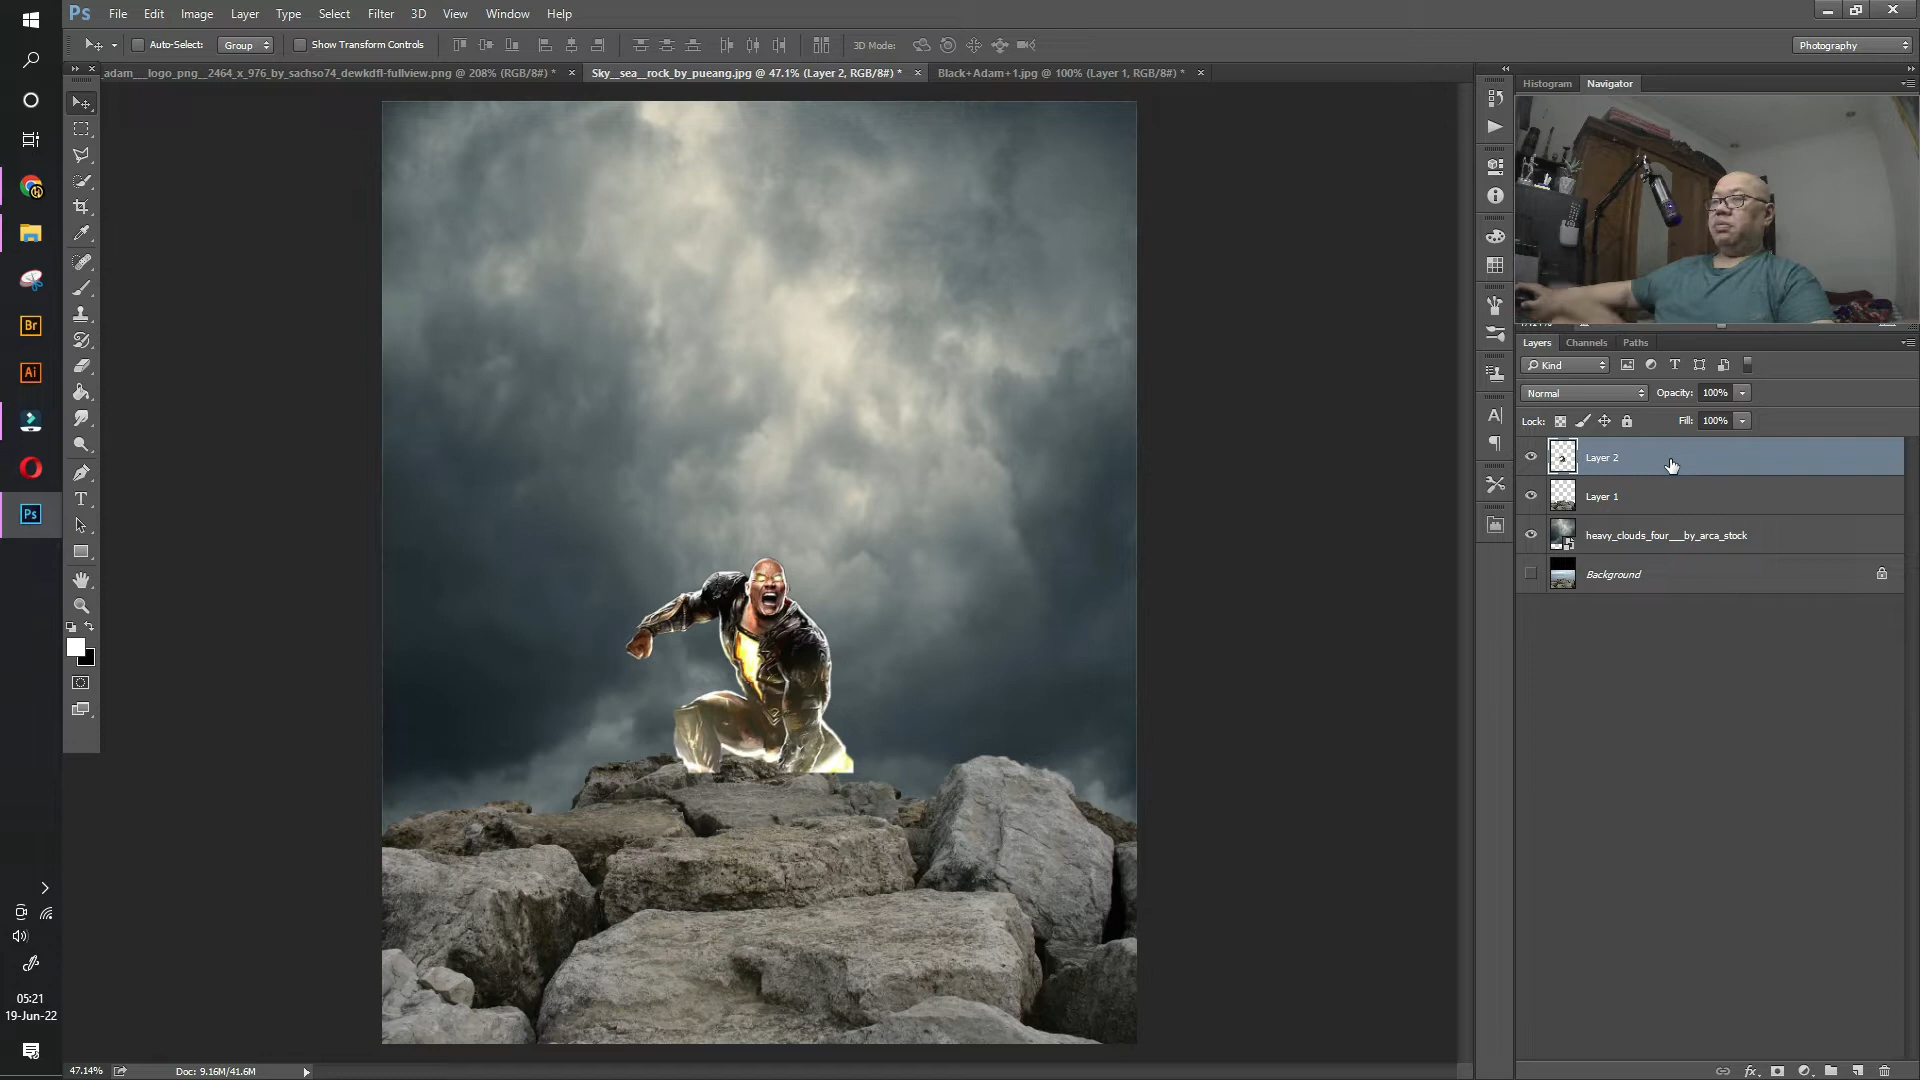 Ps File Edit Image Layer Type Select Filter 3D View Window Help
Auto-Select: Group Show Transform Controls 3D Mode: Photography
_adam___logo_png__2464_x_976_by_sachso74_dewkdfl-fullview.png @ 208% (RGB/8#) * Sky__sea__rock_by_pueang.jpg @ 47.1% (Layer 2, RGB/8#) * Black+Adam+1.jpg @ 100% (Layer 1, RGB/8#) *
Histogram Navigator
Layers Channels Paths
Kind
Normal Opacity: 100%
Lock: Fill: 100%
Layer 2
Layer 1
heavy_clouds_four___by_arca_stock
Background
Br
Ai
Ps
05:21
19-Jun-22
47.14% Doc: 9.16M/41.6M